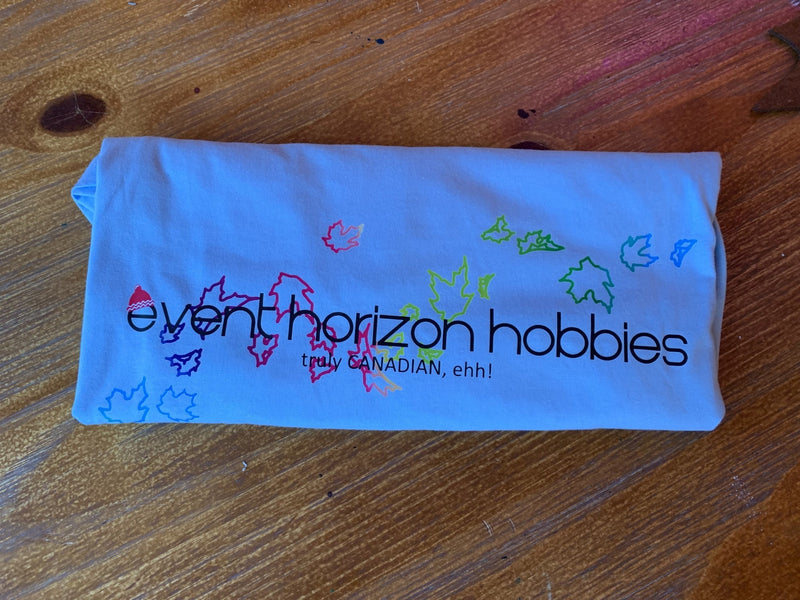 event horizon hobbies
truly CANADIAN, ehh!